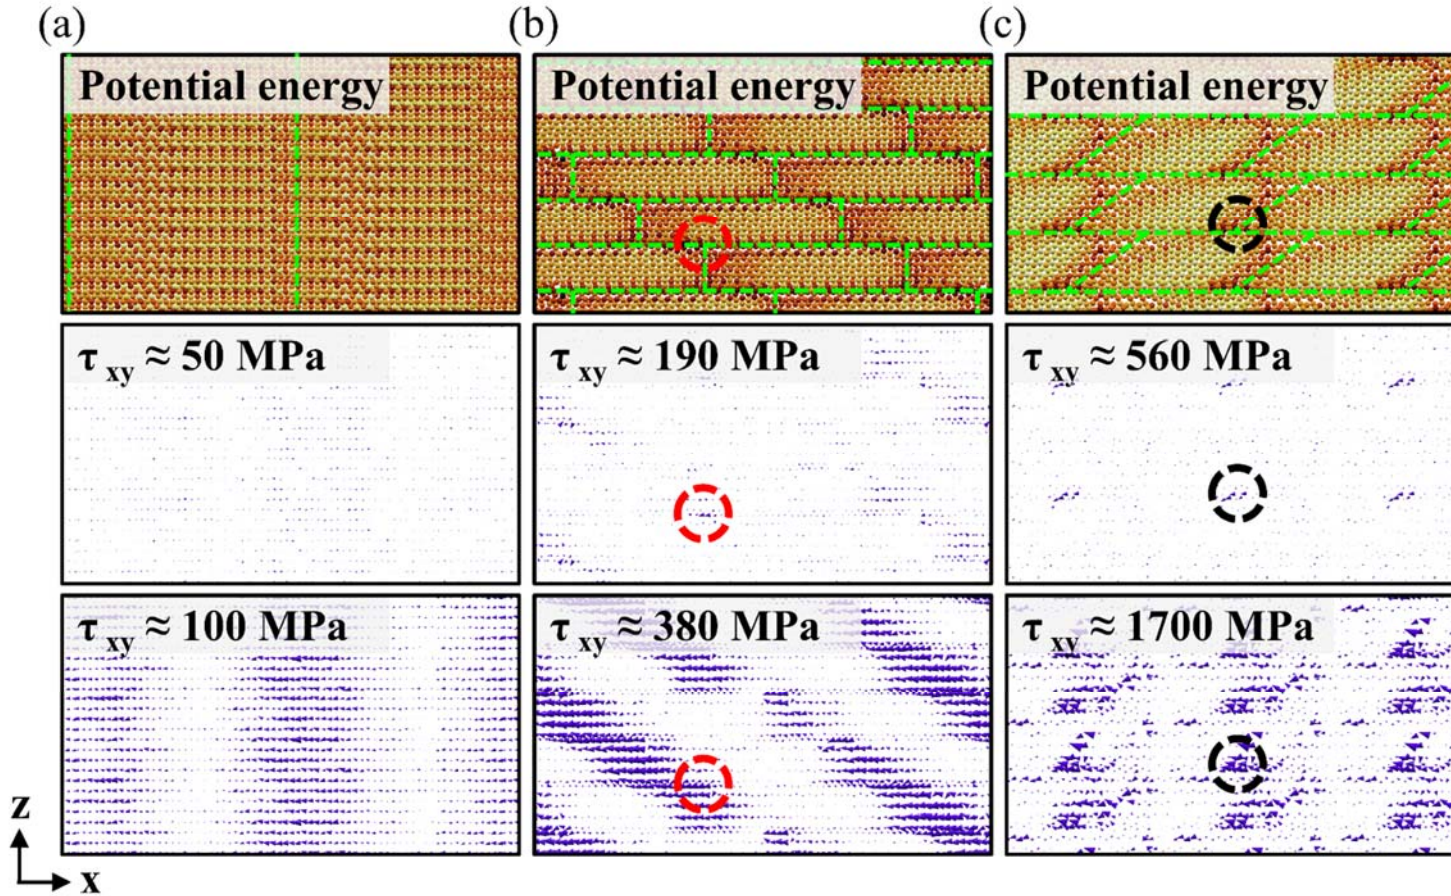 (a) (b) (c)
Potential energy Potential energy Potential energy
τ xy ≈ 50 MPa τ xy ≈ 190 MPa τ xy ≈ 560 MPa
τ xy ≈ 100 MPa τ xy ≈ 380 MPa τ xy ≈ 1700 MPa
z
x